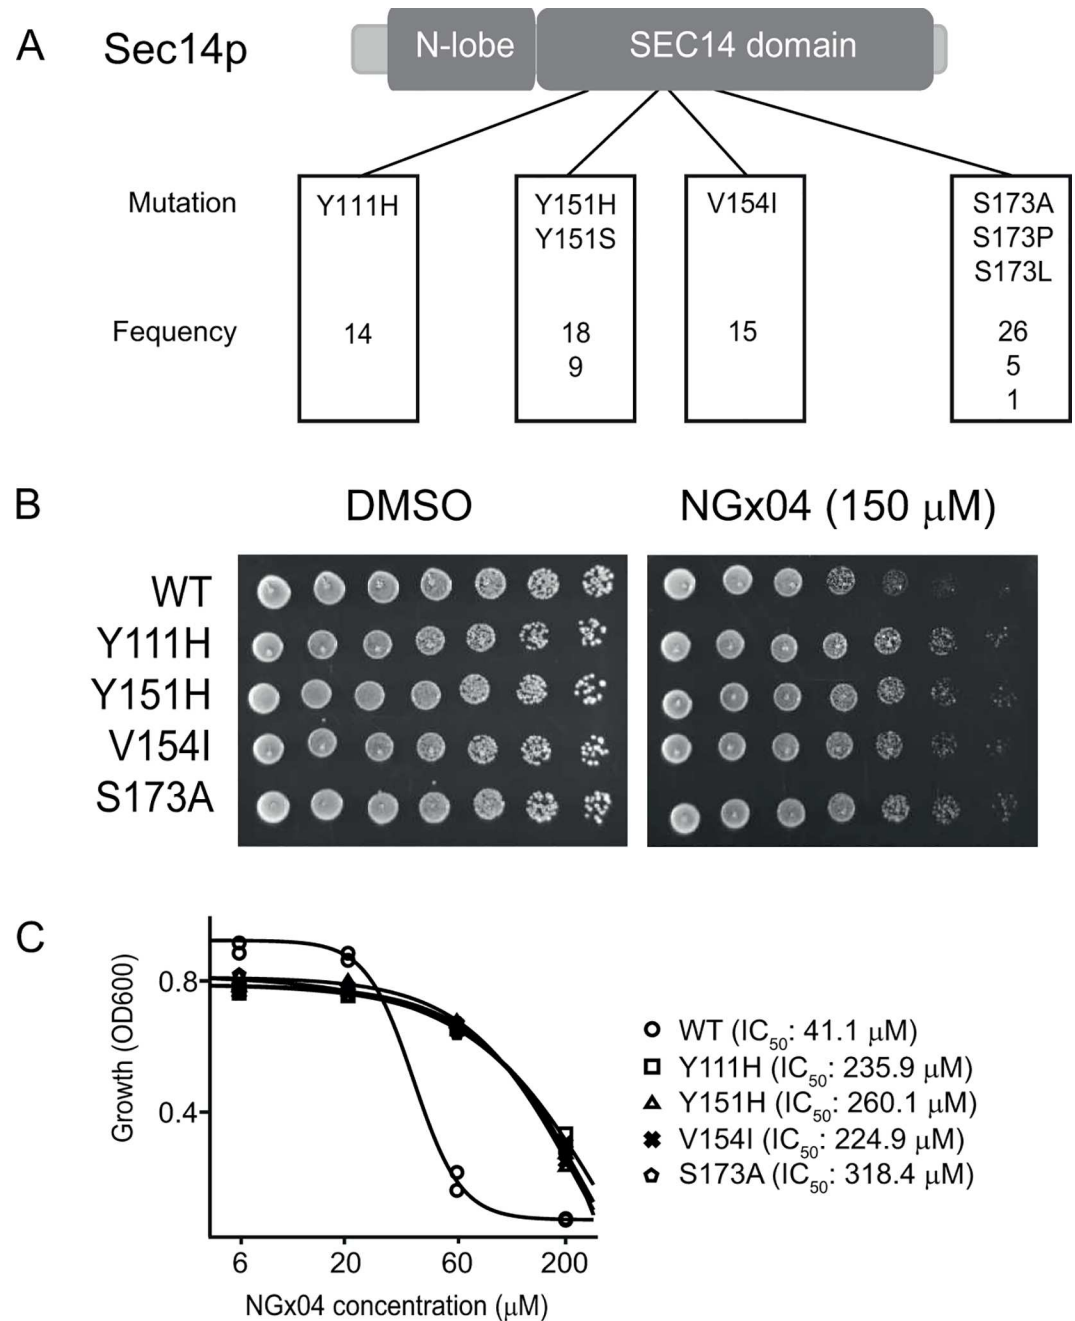 A
Sec14p
N-lobe
SEC14 domain
Mutation
Y111H
Y151H
Y151S
V154I
S173A
S173P
S173L
Fequency
14
18
9
15
26
5
1
B
DMSO
NGx04 (150 μM)
WT
Y111H
Y151H
V154I
S173A
C
Growth (OD600)
0.8
0.4
6
20
60
200
NGx04 concentration (μM)
WT (IC50: 41.1 μM)
Y111H (IC50: 235.9 μM)
Y151H (IC50: 260.1 μM)
V154I (IC50: 224.9 μM)
S173A (IC50: 318.4 μM)